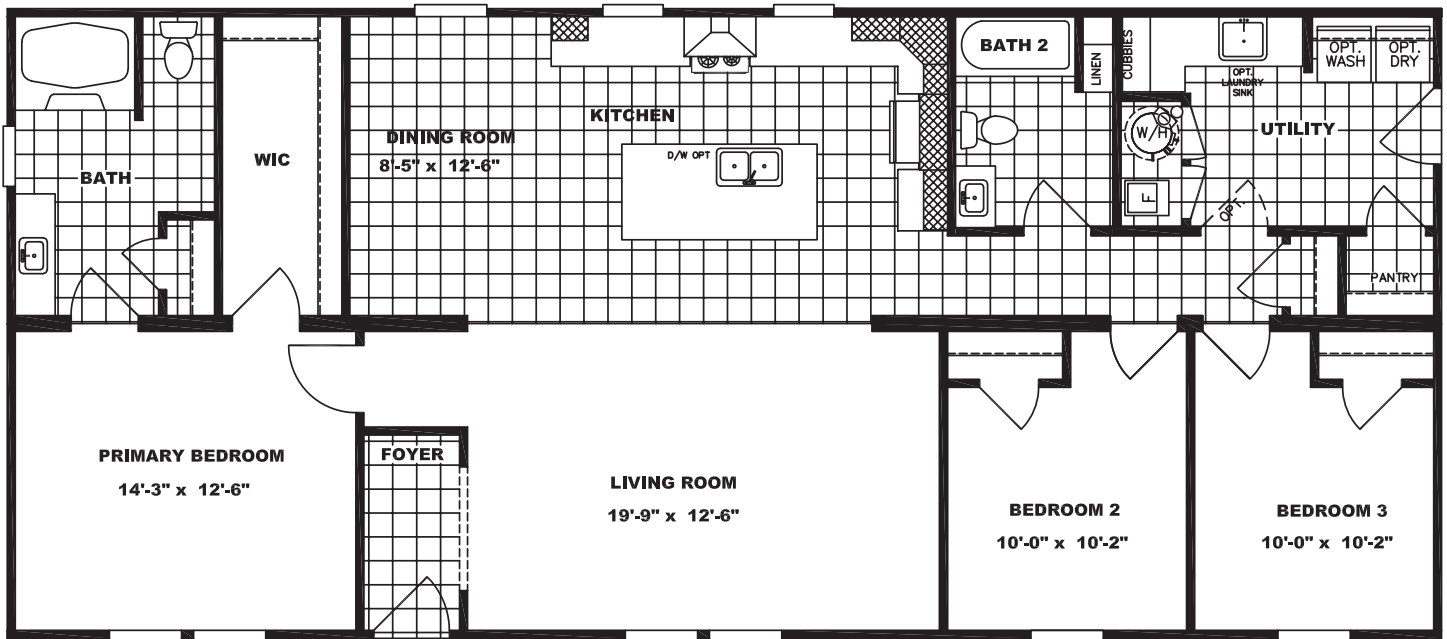 BATH 2
LINEN
CUBBIES
OPT.
LAUNDRY
SINK
OPT.
WASH
OPT.
DRY
KITCHEN
DINING ROOM
8'-5" x 12'-6"
D/W OPT
WIC
BATH
W/H
UTILITY
F
OPT.
PANTRY
PRIMARY BEDROOM
14'-3" x 12'-6"
FOYER
LIVING ROOM
19'-9" x 12'-6"
BEDROOM 2
10'-0" x 10'-2"
BEDROOM 3
10'-0" x 10'-2"